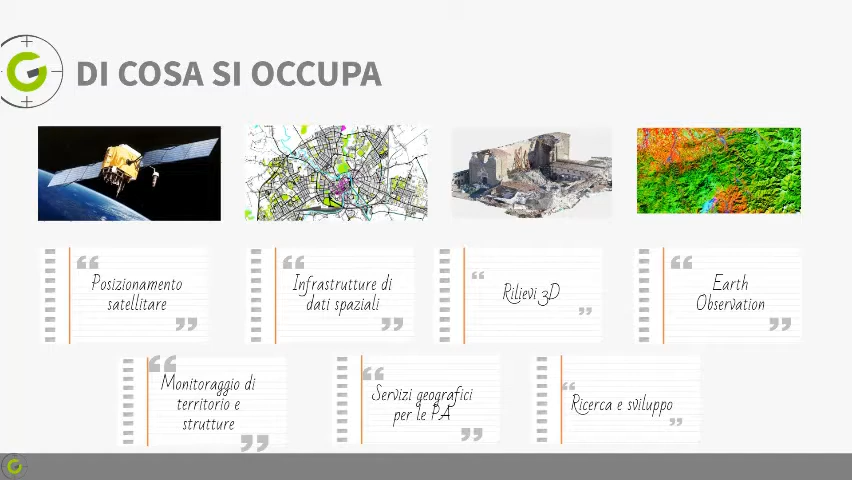 DI COSA SI OCCUPA
Posizionamento
satellitare
Infrastrutture di
dati spaziali
Rilievi 3D
Earth
Observation
Monitoraggio di
territorio e
strutture
Servizi geografici
per le PA
Ricerca e sviluppo